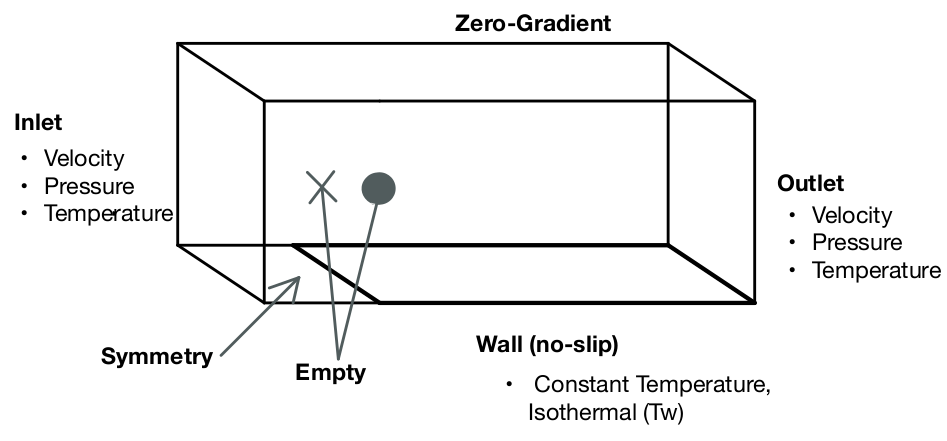 Zero-Gradient
Inlet
• Velocity
• Pressure
• Temperature
Outlet
• Velocity
• Pressure
• Temperature
Symmetry
Empty
Wall (no-slip)
• Constant Temperature,
Isothermal (Tw)